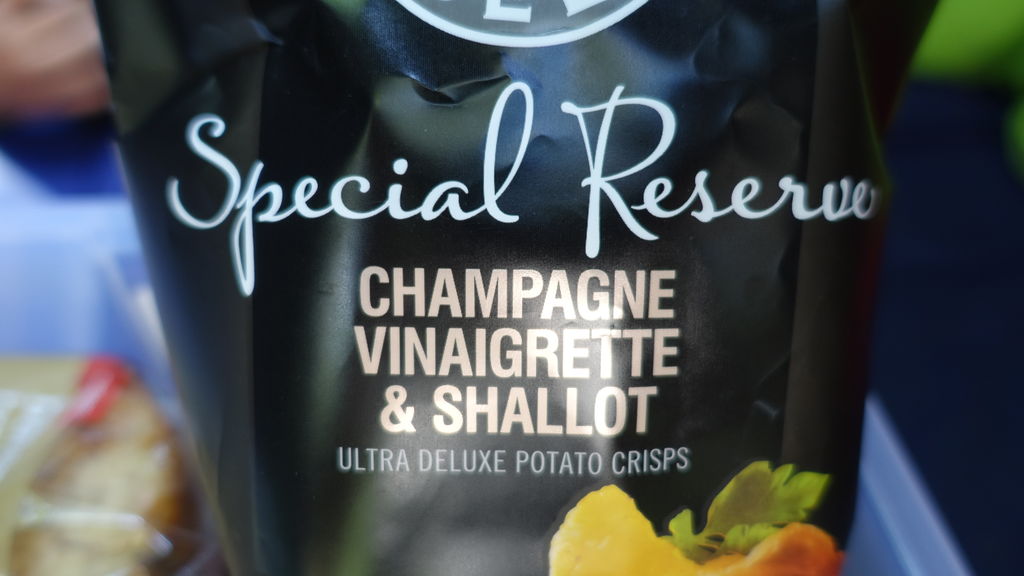 Special Reserve
CHAMPAGNE
VINAIGRETTE
& SHALLOT
ULTRA DELUXE POTATO CRISPS